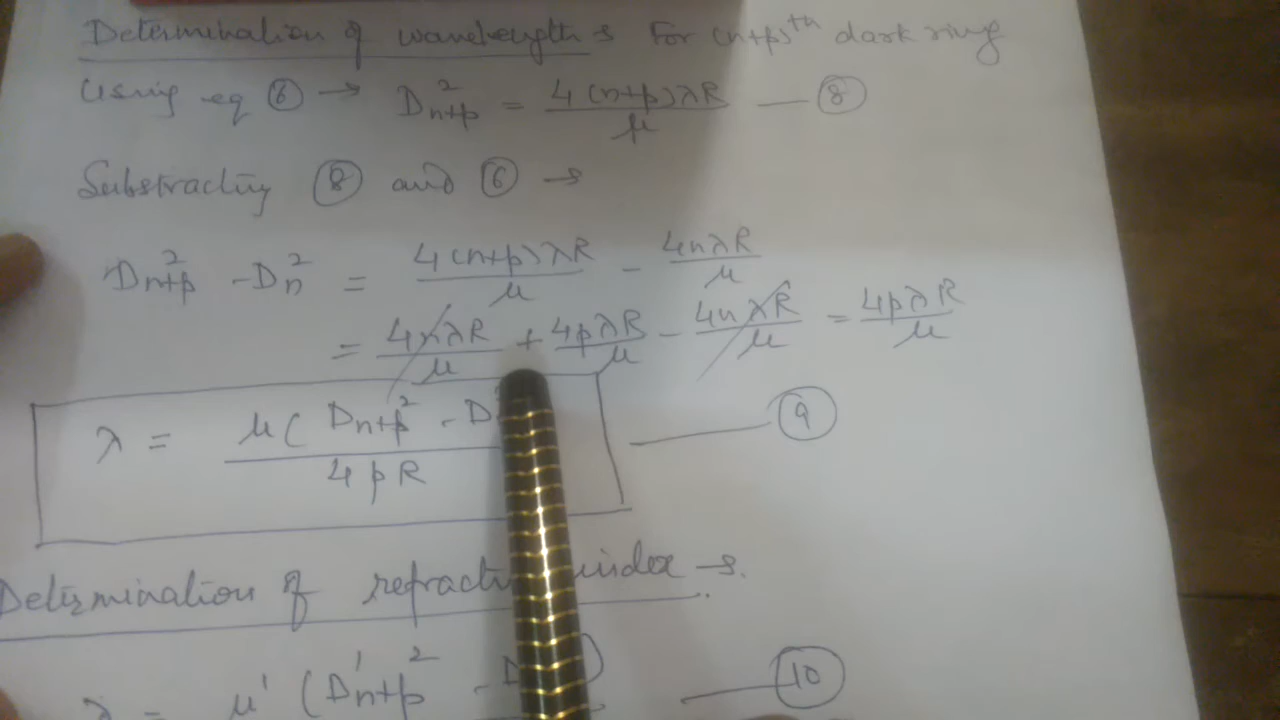 Determination of wavelength → For (n+p)th dark ring
Using eq ⑥ → D²n+p = 4(n+p)λR / μ — ⑧
Substracting ⑧ and ⑥ →
D²n+p - D²n = 4(n+p)λR / μ - 4nλR / μ
= 4nλR / μ + 4pλR / μ - 4nλR / μ = 4pλR / μ
λ = μ( D²n+p - D / 4pR — ⑨
Determination of index →
λ = μ' (D'²n+p - D ) — ⑩